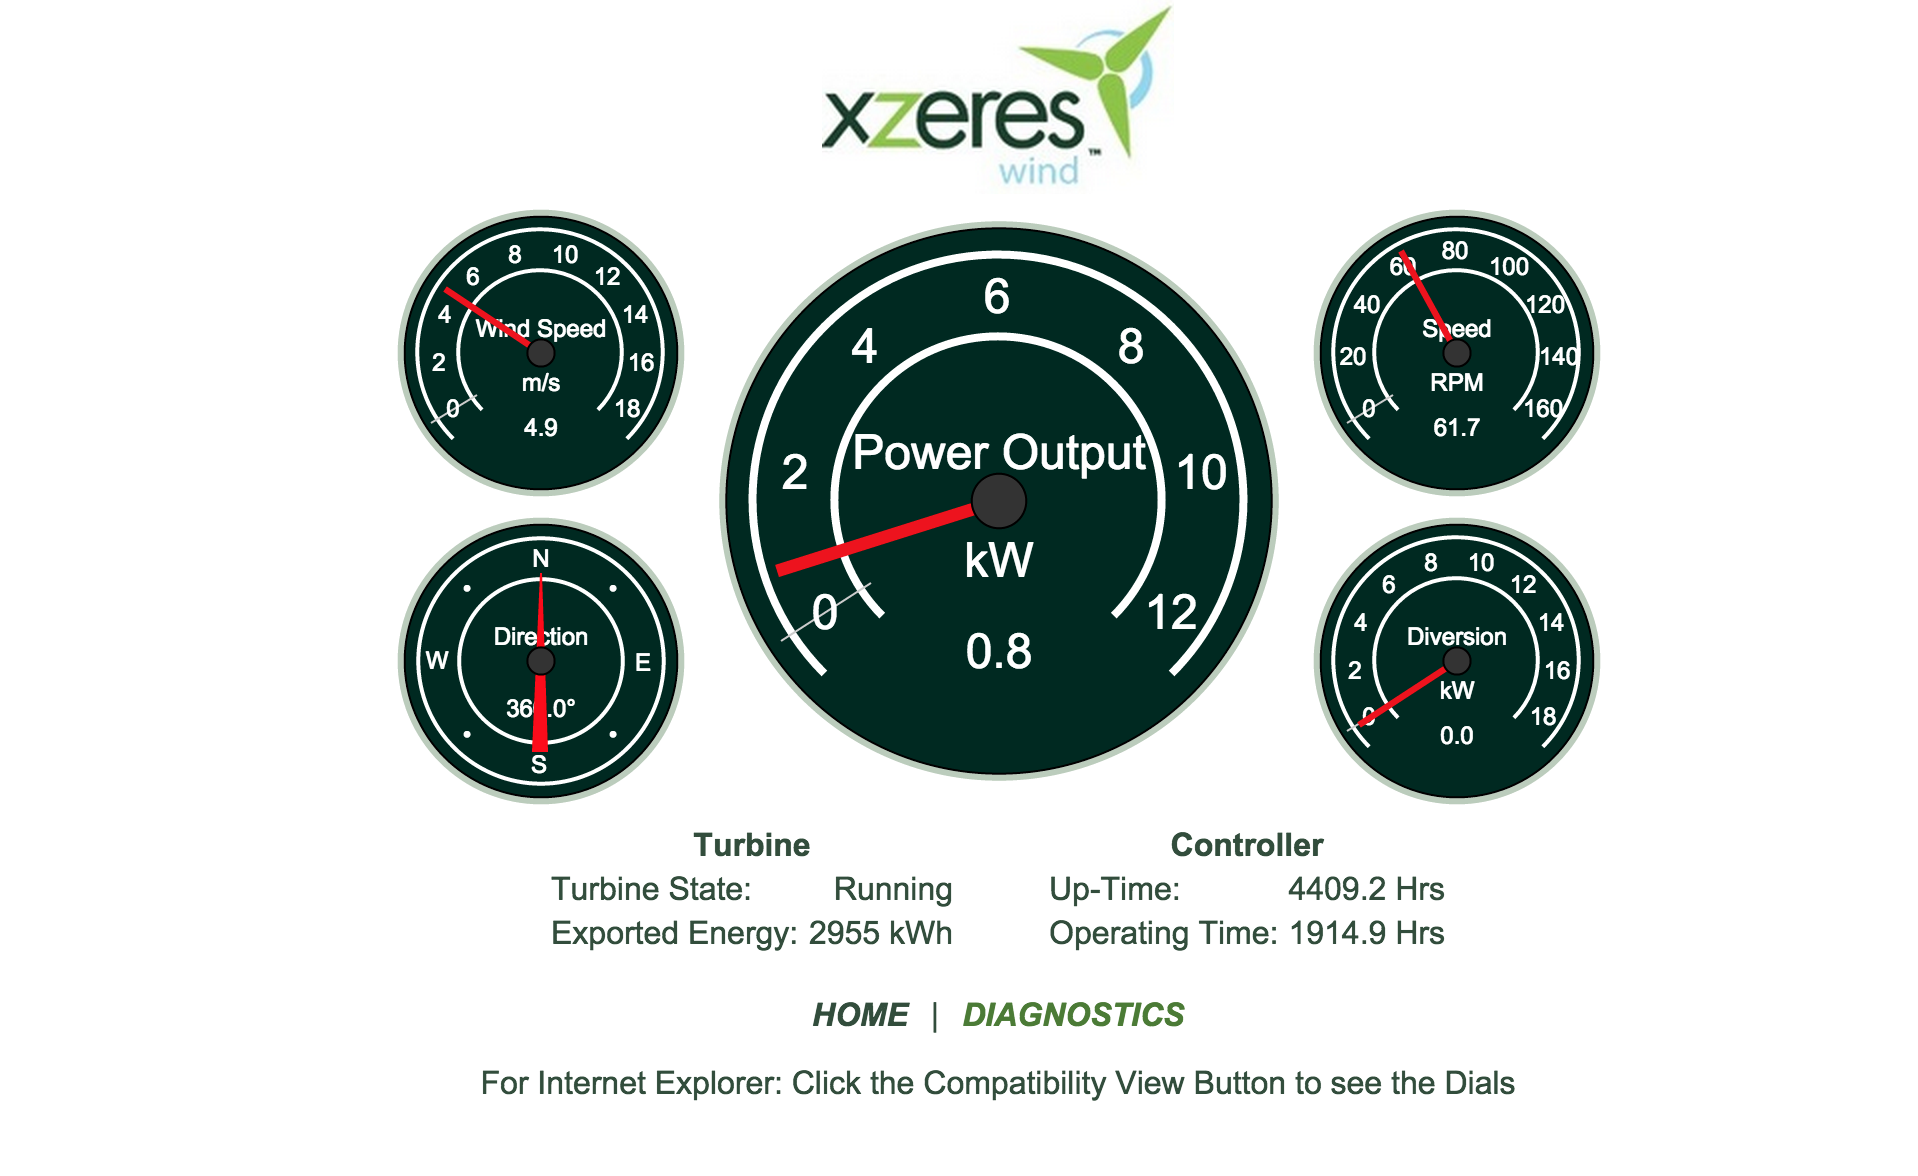 xzeres™
wind
0 2 4 6 8 10 12 14 16 18
Wind Speed
m/s
4.9
0 2 4 6 8 10 12
Power Output
kW
0.8
0 20 40 60 80 100 120 140 160
Speed
RPM
61.7
N
W E
S
Direction
360.0°
0 2 4 6 8 10 12 14 16 18
Diversion
kW
0.0
Turbine
Turbine State: Running
Exported Energy: 2955 kWh
Controller
Up-Time: 4409.2 Hrs
Operating Time: 1914.9 Hrs
HOME | DIAGNOSTICS
For Internet Explorer: Click the Compatibility View Button to see the Dials